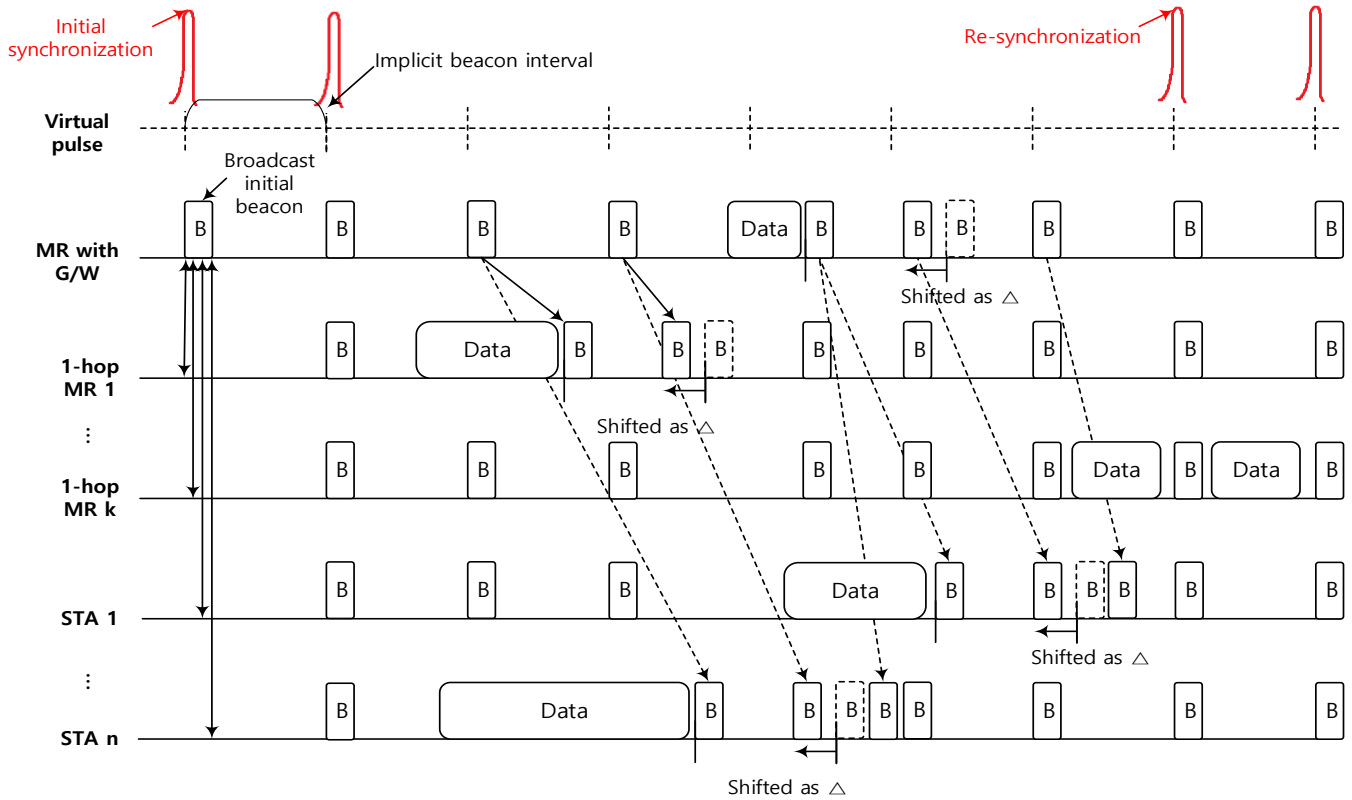 Initial
synchronization
Re-synchronization
Implicit beacon interval
Virtual
pulse
Broadcast
initial
beacon
MR with
G/W
B B B B Data B B B B B B
Shifted as △
1-hop
MR 1
B Data B B B B B B B B
Shifted as △
⋮
1-hop
MR k
B B B B B B Data B Data B
STA 1
B B B Data B B B B B B
Shifted as △
⋮
STA n
B Data B B B B B B B B
Shifted as △